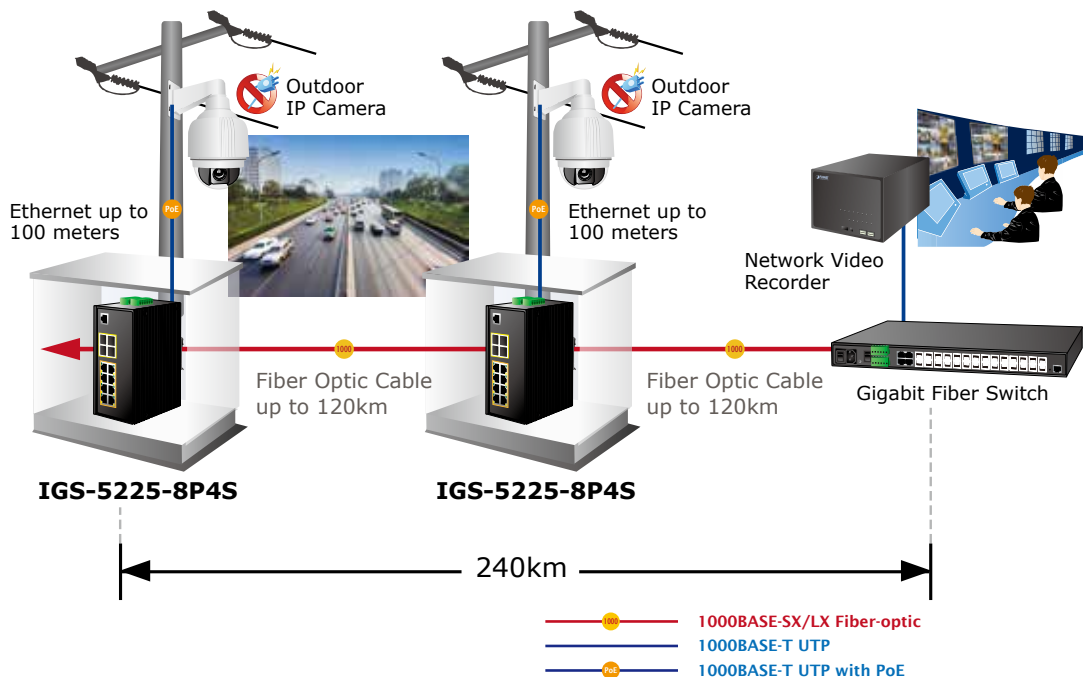 Outdoor
IP Camera
Outdoor
IP Camera
Ethernet up to
100 meters
PoE
PoE
Ethernet up to
100 meters
Network Video
Recorder
1000
1000
Fiber Optic Cable
up to 120km
Fiber Optic Cable
up to 120km
Gigabit Fiber Switch
IGS-5225-8P4S
IGS-5225-8P4S
240km
1000
1000BASE-SX/LX Fiber-optic
1000BASE-T UTP
PoE
1000BASE-T UTP with PoE